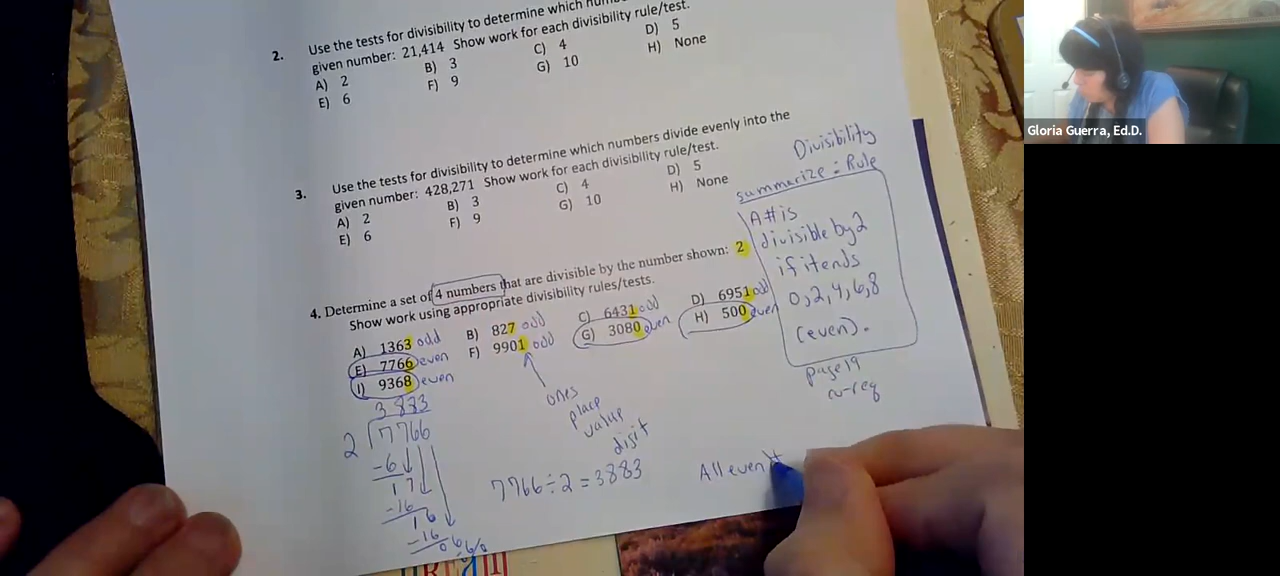 2. Use the tests for divisibility to determine which
given number: 21,414 Show work for each divisibility rule/test.
A) 2 B) 3 C) 4 D) 5
E) 6 F) 9 G) 10 H) None
3. Use the tests for divisibility to determine which numbers divide evenly into the
given number: 428,271 Show work for each divisibility rule/test.
A) 2 B) 3 C) 4 D) 5
E) 6 F) 9 G) 10 H) None
4. Determine a set of 4 numbers that are divisible by the number shown: 2
Show work using appropriate divisibility rules/tests.
A) 1363 odd B) 827 odd C) 6431 odd D) 6951 odd
E) 7766 even F) 9901 odd G) 3080 even H) 500 even
I) 9368 even
3883
2 7766
-6
17
-16
16
-16
06
ones
place
value
digit
7766 ÷ 2 = 3883
All even #
Divisibility
summarize: Rule
A # is
divisible by 2
if it ends
0, 2, 4, 6, 8
(even).
page 19
Gloria Guerra, Ed.D.